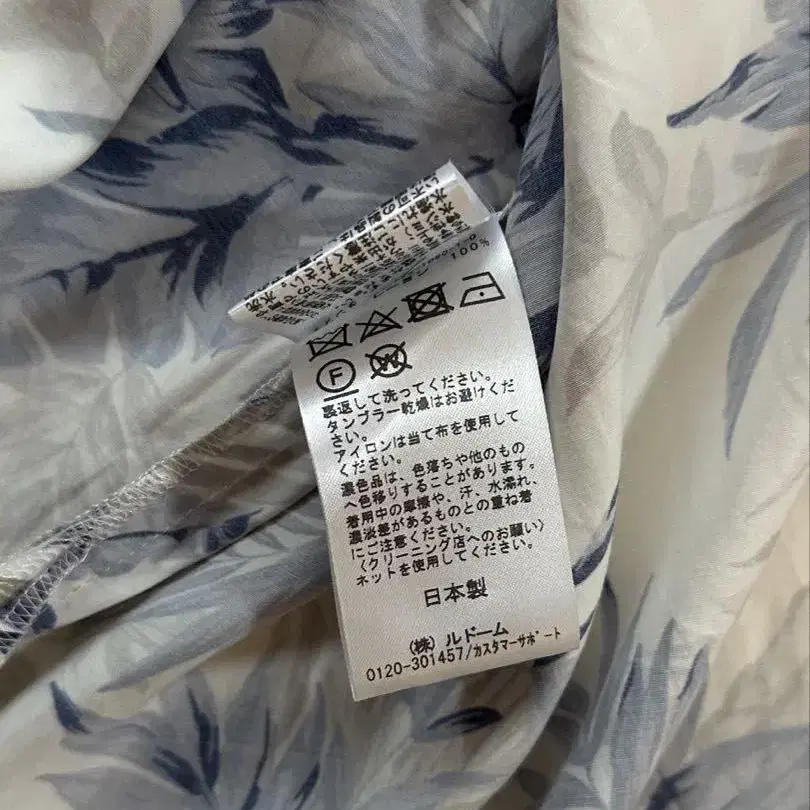 100%
F
W
裏返して洗ってください。
タンブラー乾燥はお避けくだ
さい。
アイロンは当て布を使用して
ください。
濃色品は、色落ちや他のもの
へ色移りすることがあります。
着用中の摩擦や、汗、水濡れ、
濃淡差があるものとの重ね着
にご注意ください。
〈クリーニング店へのお願い〉
ネットを使用してください。
日本製
(株) ルドーム
0120-301457/カスタマーサポート